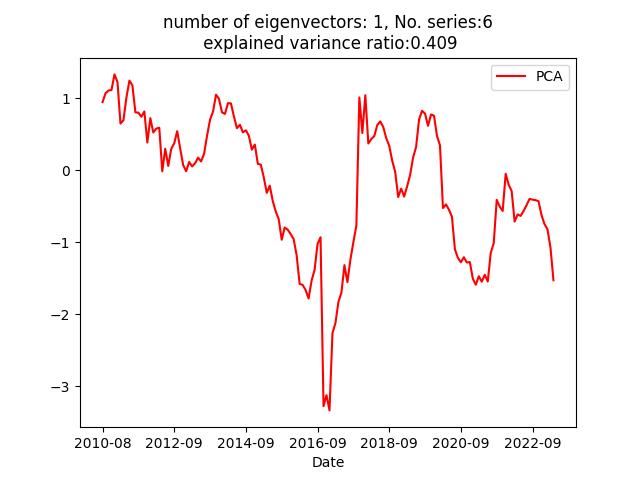 number of eigenvectors: 1, No. series:6
explained variance ratio:0.409
PCA
1
0
−1
−2
−3
2010-08 2012-09 2014-09 2016-09 2018-09 2020-09 2022-09
Date